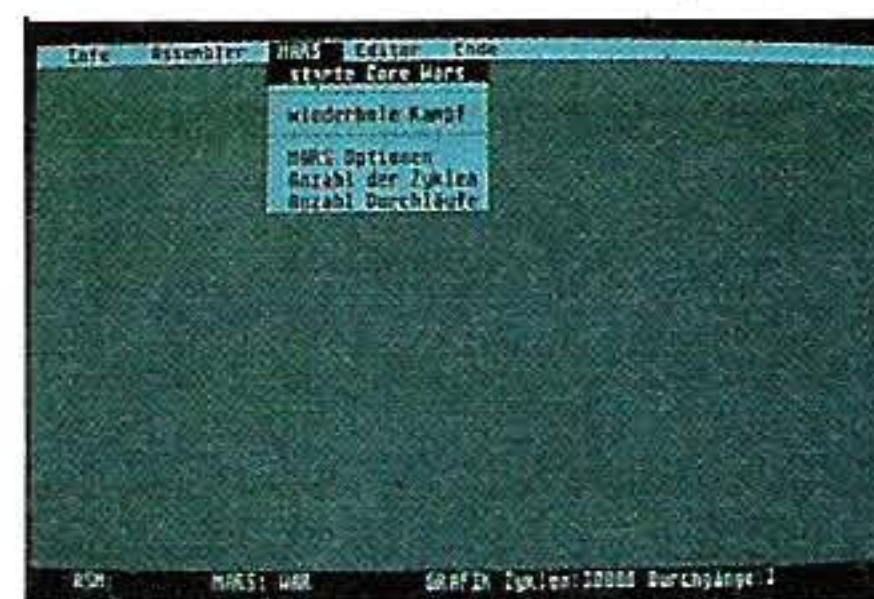 Info Assembler MARS Editor Ende
starte Core Wars
wiederhole Kampf
MARS Optionen
Anzahl der Zyklen
Anzahl Durchläufe
ASM: MARS: WAR GRAFIK Zyklen:10000 Durchgänge:1